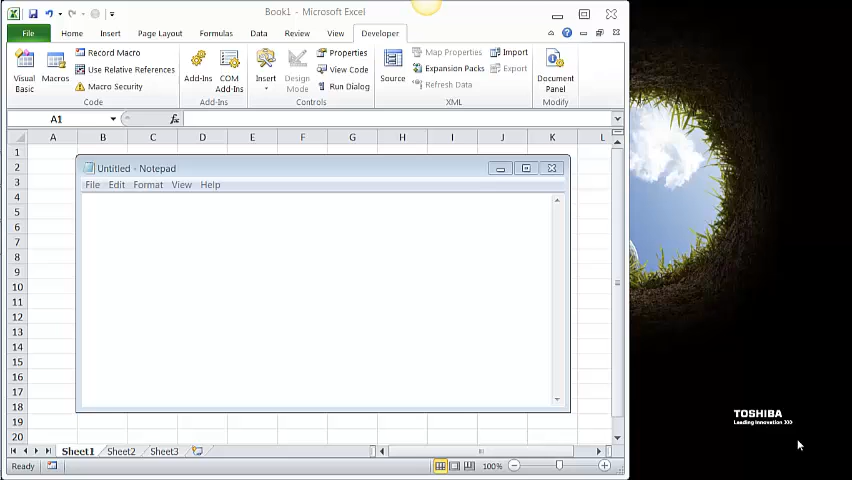 Book1 - Microsoft Excel
File Home Insert Page Layout Formulas Data Review View Developer
Visual Basic
Macros
Record Macro
Use Relative References
Macro Security
Code
Add-Ins
COM Add-Ins
Add-Ins
Insert
Design Mode
Properties
View Code
Run Dialog
Controls
Source
Map Properties
Expansion Packs
Refresh Data
Import
Export
XML
Document Panel
Modify
A1 fx
A B C D E F G H I J K L
1
2
3
4
5
6
7
8
9
10
11
12
13
14
15
16
17
18
19
20
Untitled - Notepad
File Edit Format View Help
Sheet1 Sheet2 Sheet3
Ready 100%
TOSHIBA
Leading Innovation >>>